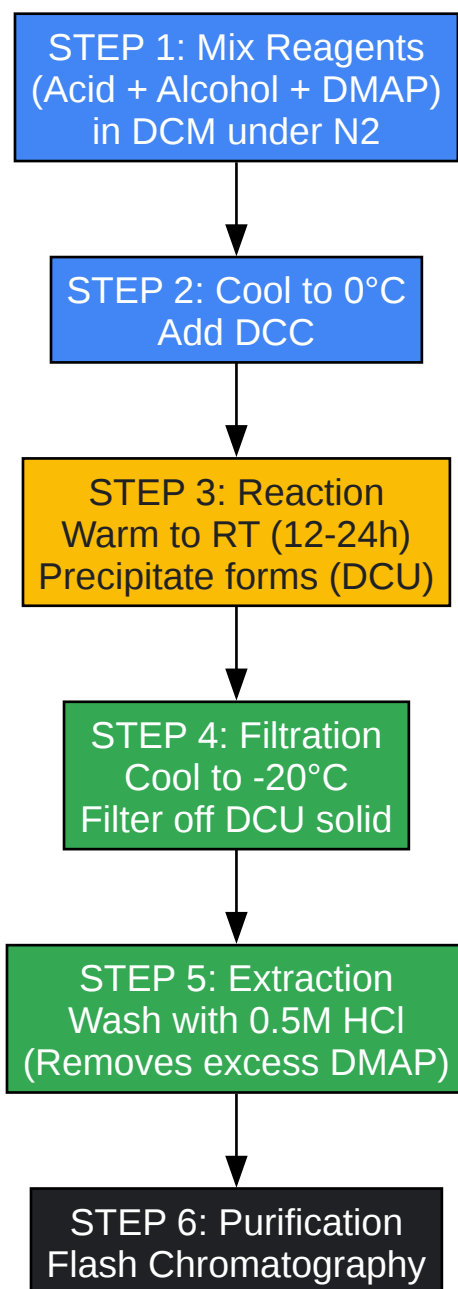 STEP 1: Mix Reagents
(Acid + Alcohol + DMAP)
in DCM under N2
STEP 2: Cool to 0°C
Add DCC
STEP 3: Reaction
Warm to RT (12-24h)
Precipitate forms (DCU)
STEP 4: Filtration
Cool to -20°C
Filter off DCU solid
STEP 5: Extraction
Wash with 0.5M HCl
(Removes excess DMAP)
STEP 6: Purification
Flash Chromatography